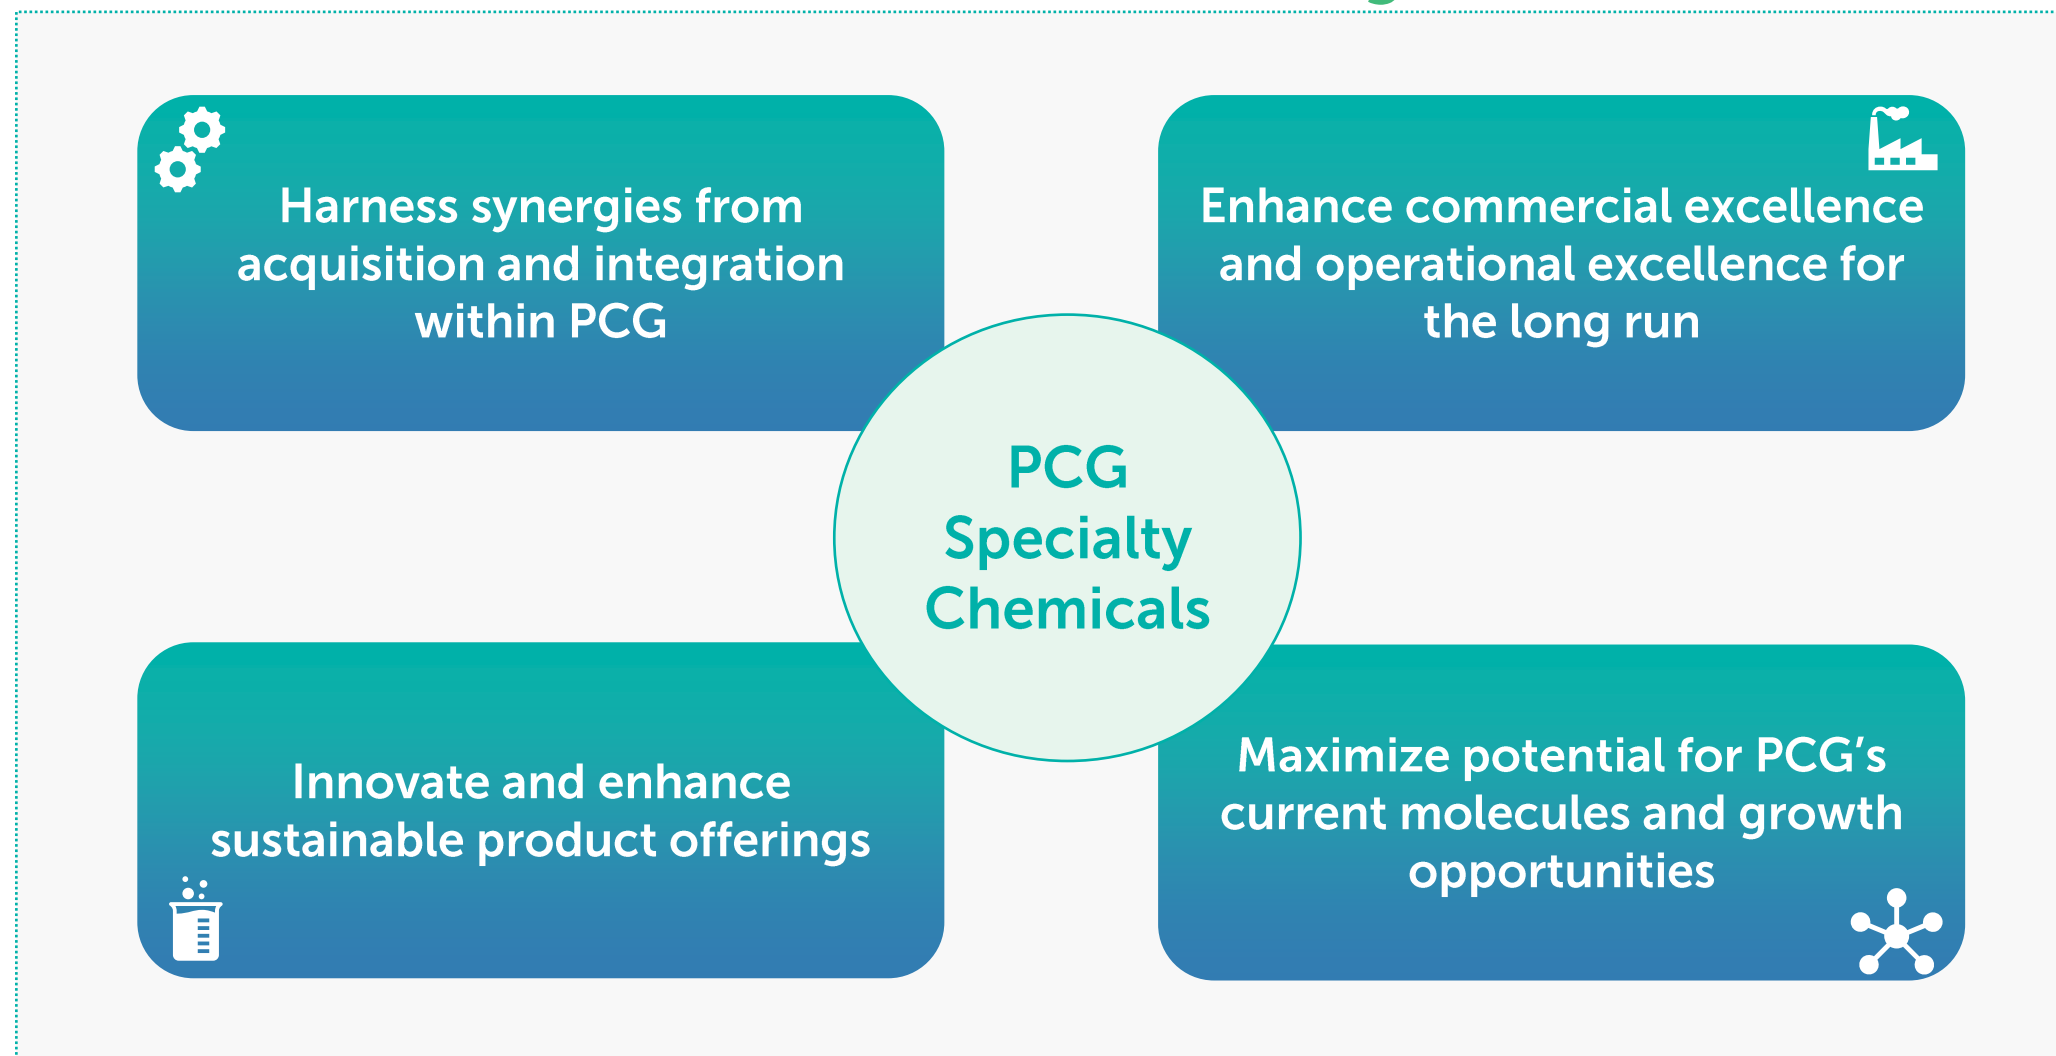 Harness synergies from
acquisition and integration
within PCG
Enhance commercial excellence
and operational excellence for
the long run
PCG
Specialty
Chemicals
Innovate and enhance
sustainable product offerings
Maximize potential for PCG’s
current molecules and growth
opportunities